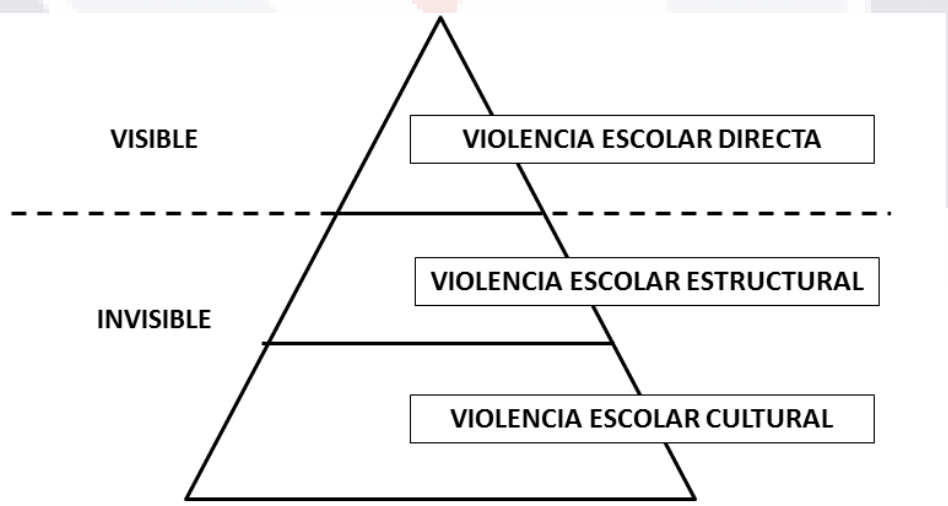 VISIBLE
VIOLENCIA ESCOLAR DIRECTA
VIOLENCIA ESCOLAR ESTRUCTURAL
INVISIBLE
VIOLENCIA ESCOLAR CULTURAL